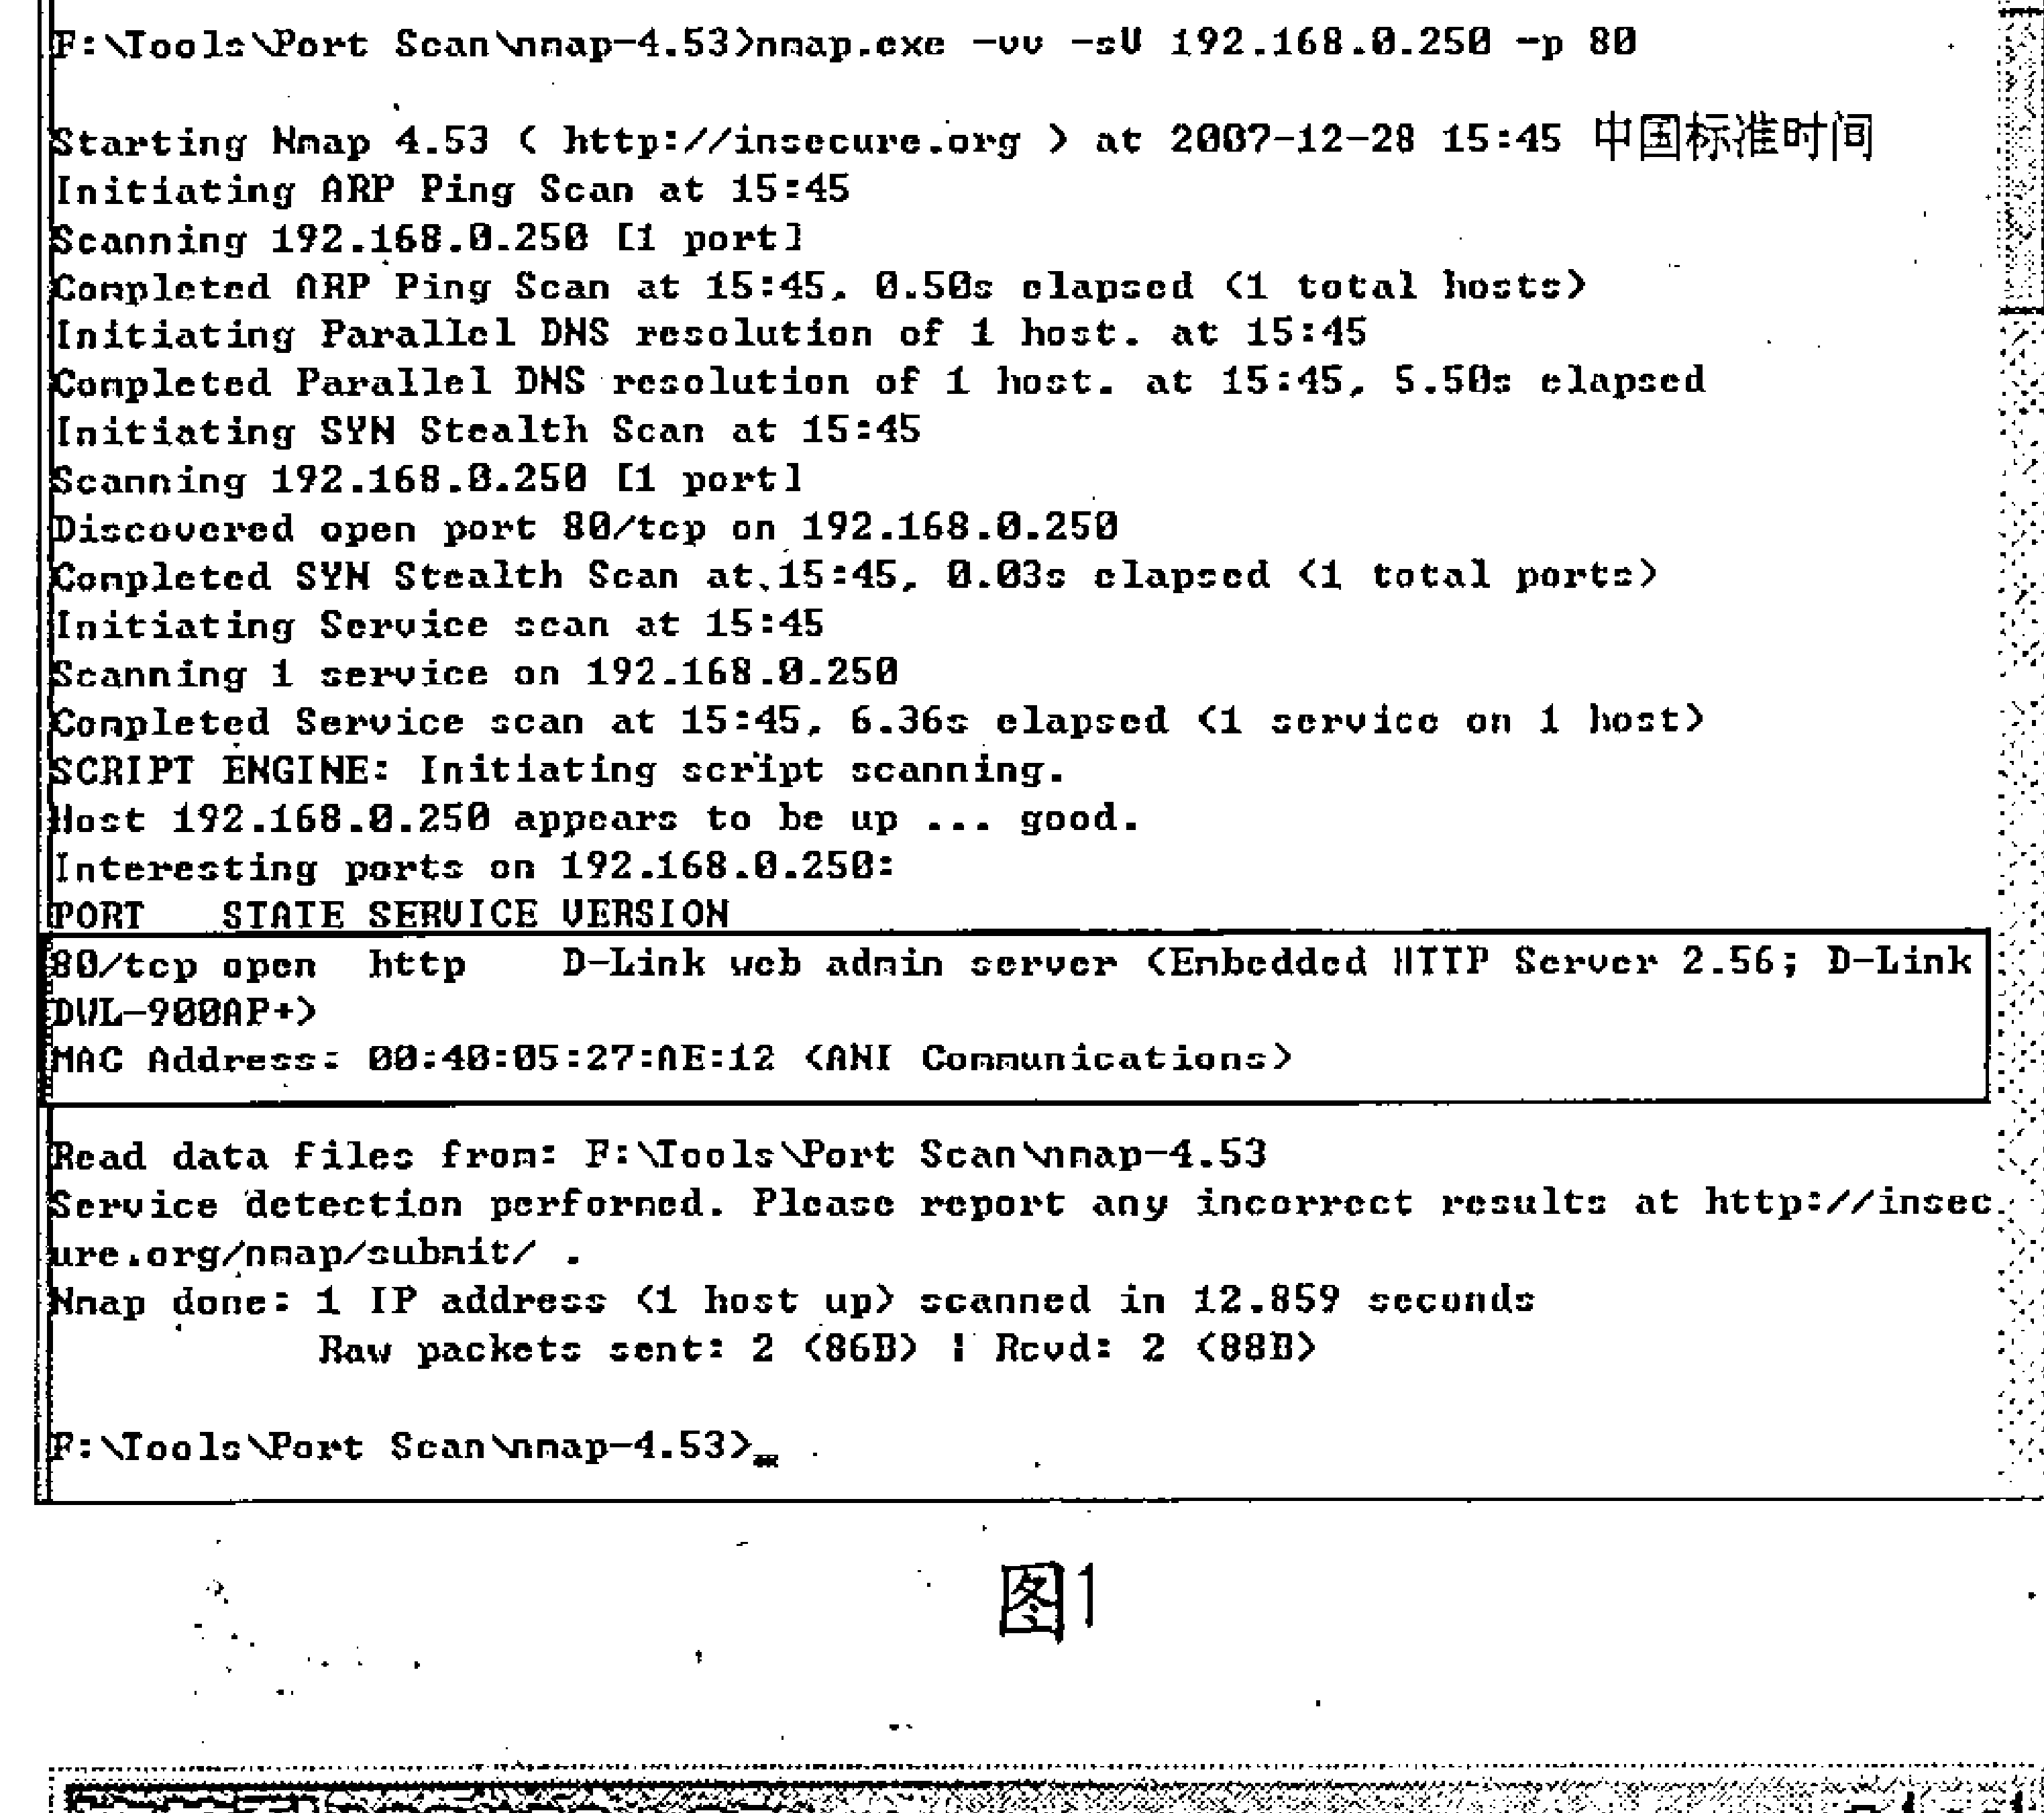 F:\Tools\Port Scan\nmap-4.53>nmap.exe -vv -sV 192.168.0.250 -p 80
Starting Nmap 4.53 ( http://insecure.org ) at 2007-12-28 15:45 中国标准时间
Initiating ARP Ping Scan at 15:45
Scanning 192.168.0.250 [1 port]
Completed ARP Ping Scan at 15:45, 0.50s elapsed (1 total hosts)
Initiating Parallel DNS resolution of 1 host. at 15:45
Completed Parallel DNS resolution of 1 host. at 15:45, 5.50s elapsed
Initiating SYN Stealth Scan at 15:45
Scanning 192.168.0.250 [1 port]
Discovered open port 80/tcp on 192.168.0.250
Completed SYN Stealth Scan at 15:45, 0.03s elapsed (1 total ports)
Initiating Service scan at 15:45
Scanning 1 service on 192.168.0.250
Completed Service scan at 15:45, 6.36s elapsed (1 service on 1 host)
SCRIPT ENGINE: Initiating script scanning.
Host 192.168.0.250 appears to be up ... good.
Interesting ports on 192.168.0.250:
PORT STATE SERVICE VERSION
80/tcp open http D-Link web admin server (Embedded HTTP Server 2.56; D-Link
DWL-900AP+)
MAC Address: 00:40:05:27:AE:12 (ANI Communications)
Read data files from: F:\Tools\Port Scan\nmap-4.53
Service detection performed. Please report any incorrect results at http://insec
ure.org/nmap/submit/ .
Nmap done: 1 IP address (1 host up) scanned in 12.859 seconds
Raw packets sent: 2 (86B) | Rcvd: 2 (88B)
F:\Tools\Port Scan\nmap-4.53>_
图1